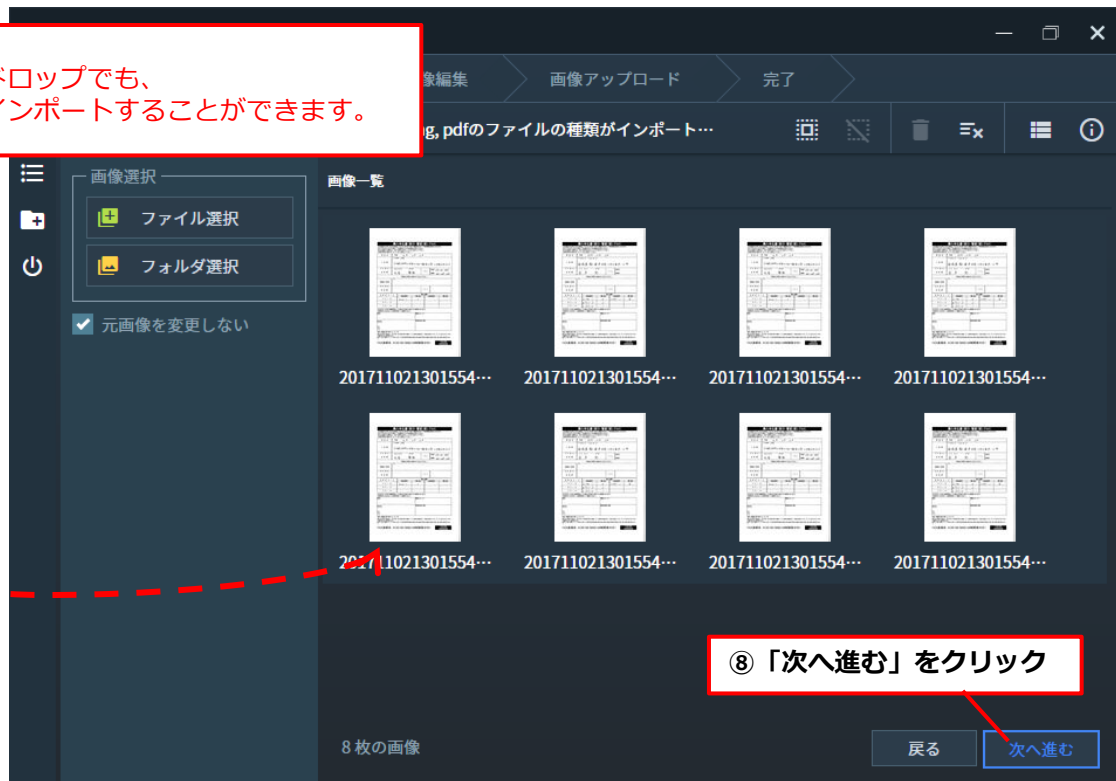 ドロップでも、
インポートすることができます。
像編集
画像アップロード
完了
pdfのファイルの種類がインポート…
画像選択
ファイル選択
フォルダ選択
元画像を変更しない
画像一覧
201711021301554… 201711021301554… 201711021301554… 201711021301554…
201711021301554… 201711021301554… 201711021301554… 201711021301554…
⑧「次へ進む」をクリック
8 枚の画像
戻る
次へ進む